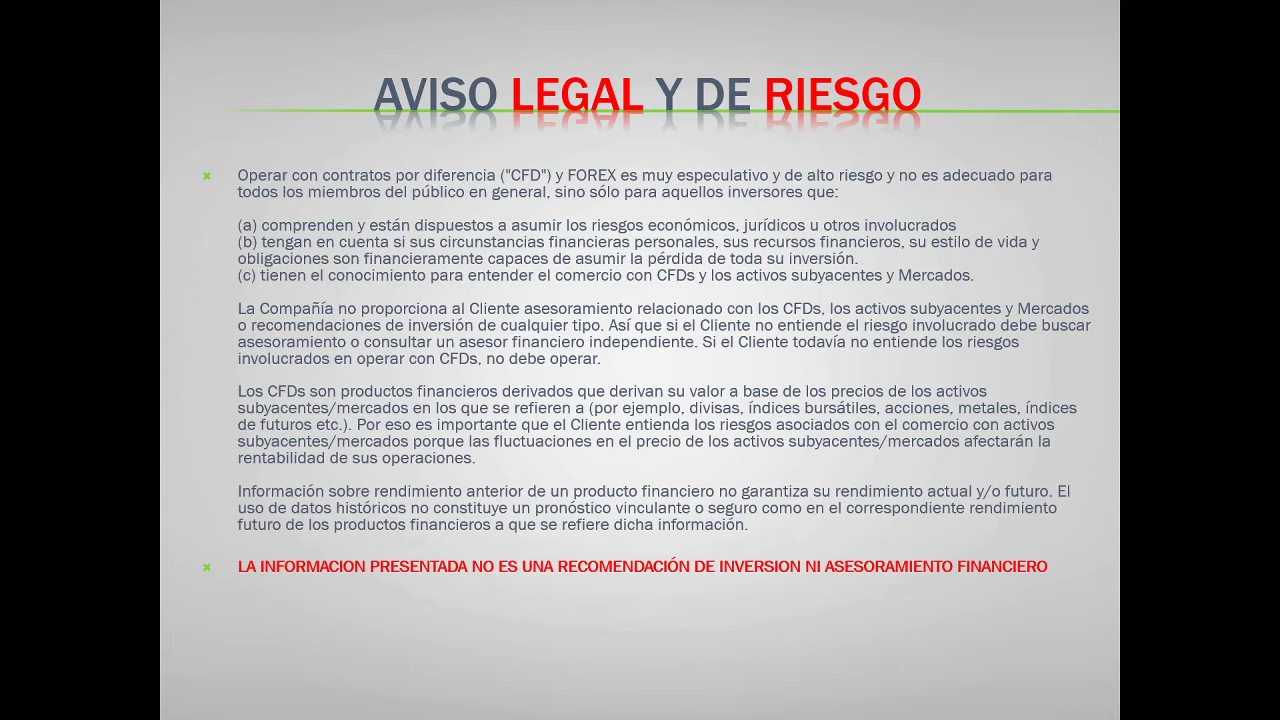 AVISO LEGAL Y DE RIESGO
Operar con contratos por diferencia ("CFD") y FOREX es muy especulativo y de alto riesgo y no es adecuado para
todos los miembros del público en general, sino sólo para aquellos inversores que:
(a) comprenden y están dispuestos a asumir los riesgos económicos, jurídicos u otros involucrados
(b) tengan en cuenta si sus circunstancias financieras personales, sus recursos financieros, su estilo de vida y
obligaciones son financieramente capaces de asumir la pérdida de toda su inversión.
(c) tienen el conocimiento para entender el comercio con CFDs y los activos subyacentes y Mercados.
La Compañía no proporciona al Cliente asesoramiento relacionado con los CFDs, los activos subyacentes y Mercados
o recomendaciones de inversión de cualquier tipo. Así que si el Cliente no entiende el riesgo involucrado debe buscar
asesoramiento o consultar un asesor financiero independiente. Si el Cliente todavía no entiende los riesgos
involucrados en operar con CFDs, no debe operar.
Los CFDs son productos financieros derivados que derivan su valor a base de los precios de los activos
subyacentes/mercados en los que se refieren a (por ejemplo, divisas, índices bursátiles, acciones, metales, índices
de futuros etc.). Por eso es importante que el Cliente entienda los riesgos asociados con el comercio con activos
subyacentes/mercados porque las fluctuaciones en el precio de los activos subyacentes/mercados afectarán la
rentabilidad de sus operaciones.
Información sobre rendimiento anterior de un producto financiero no garantiza su rendimiento actual y/o futuro. El
uso de datos históricos no constituye un pronóstico vinculante o seguro como en el correspondiente rendimiento
futuro de los productos financieros a que se refiere dicha información.
LA INFORMACION PRESENTADA NO ES UNA RECOMENDACIÓN DE INVERSION NI ASESORAMIENTO FINANCIERO